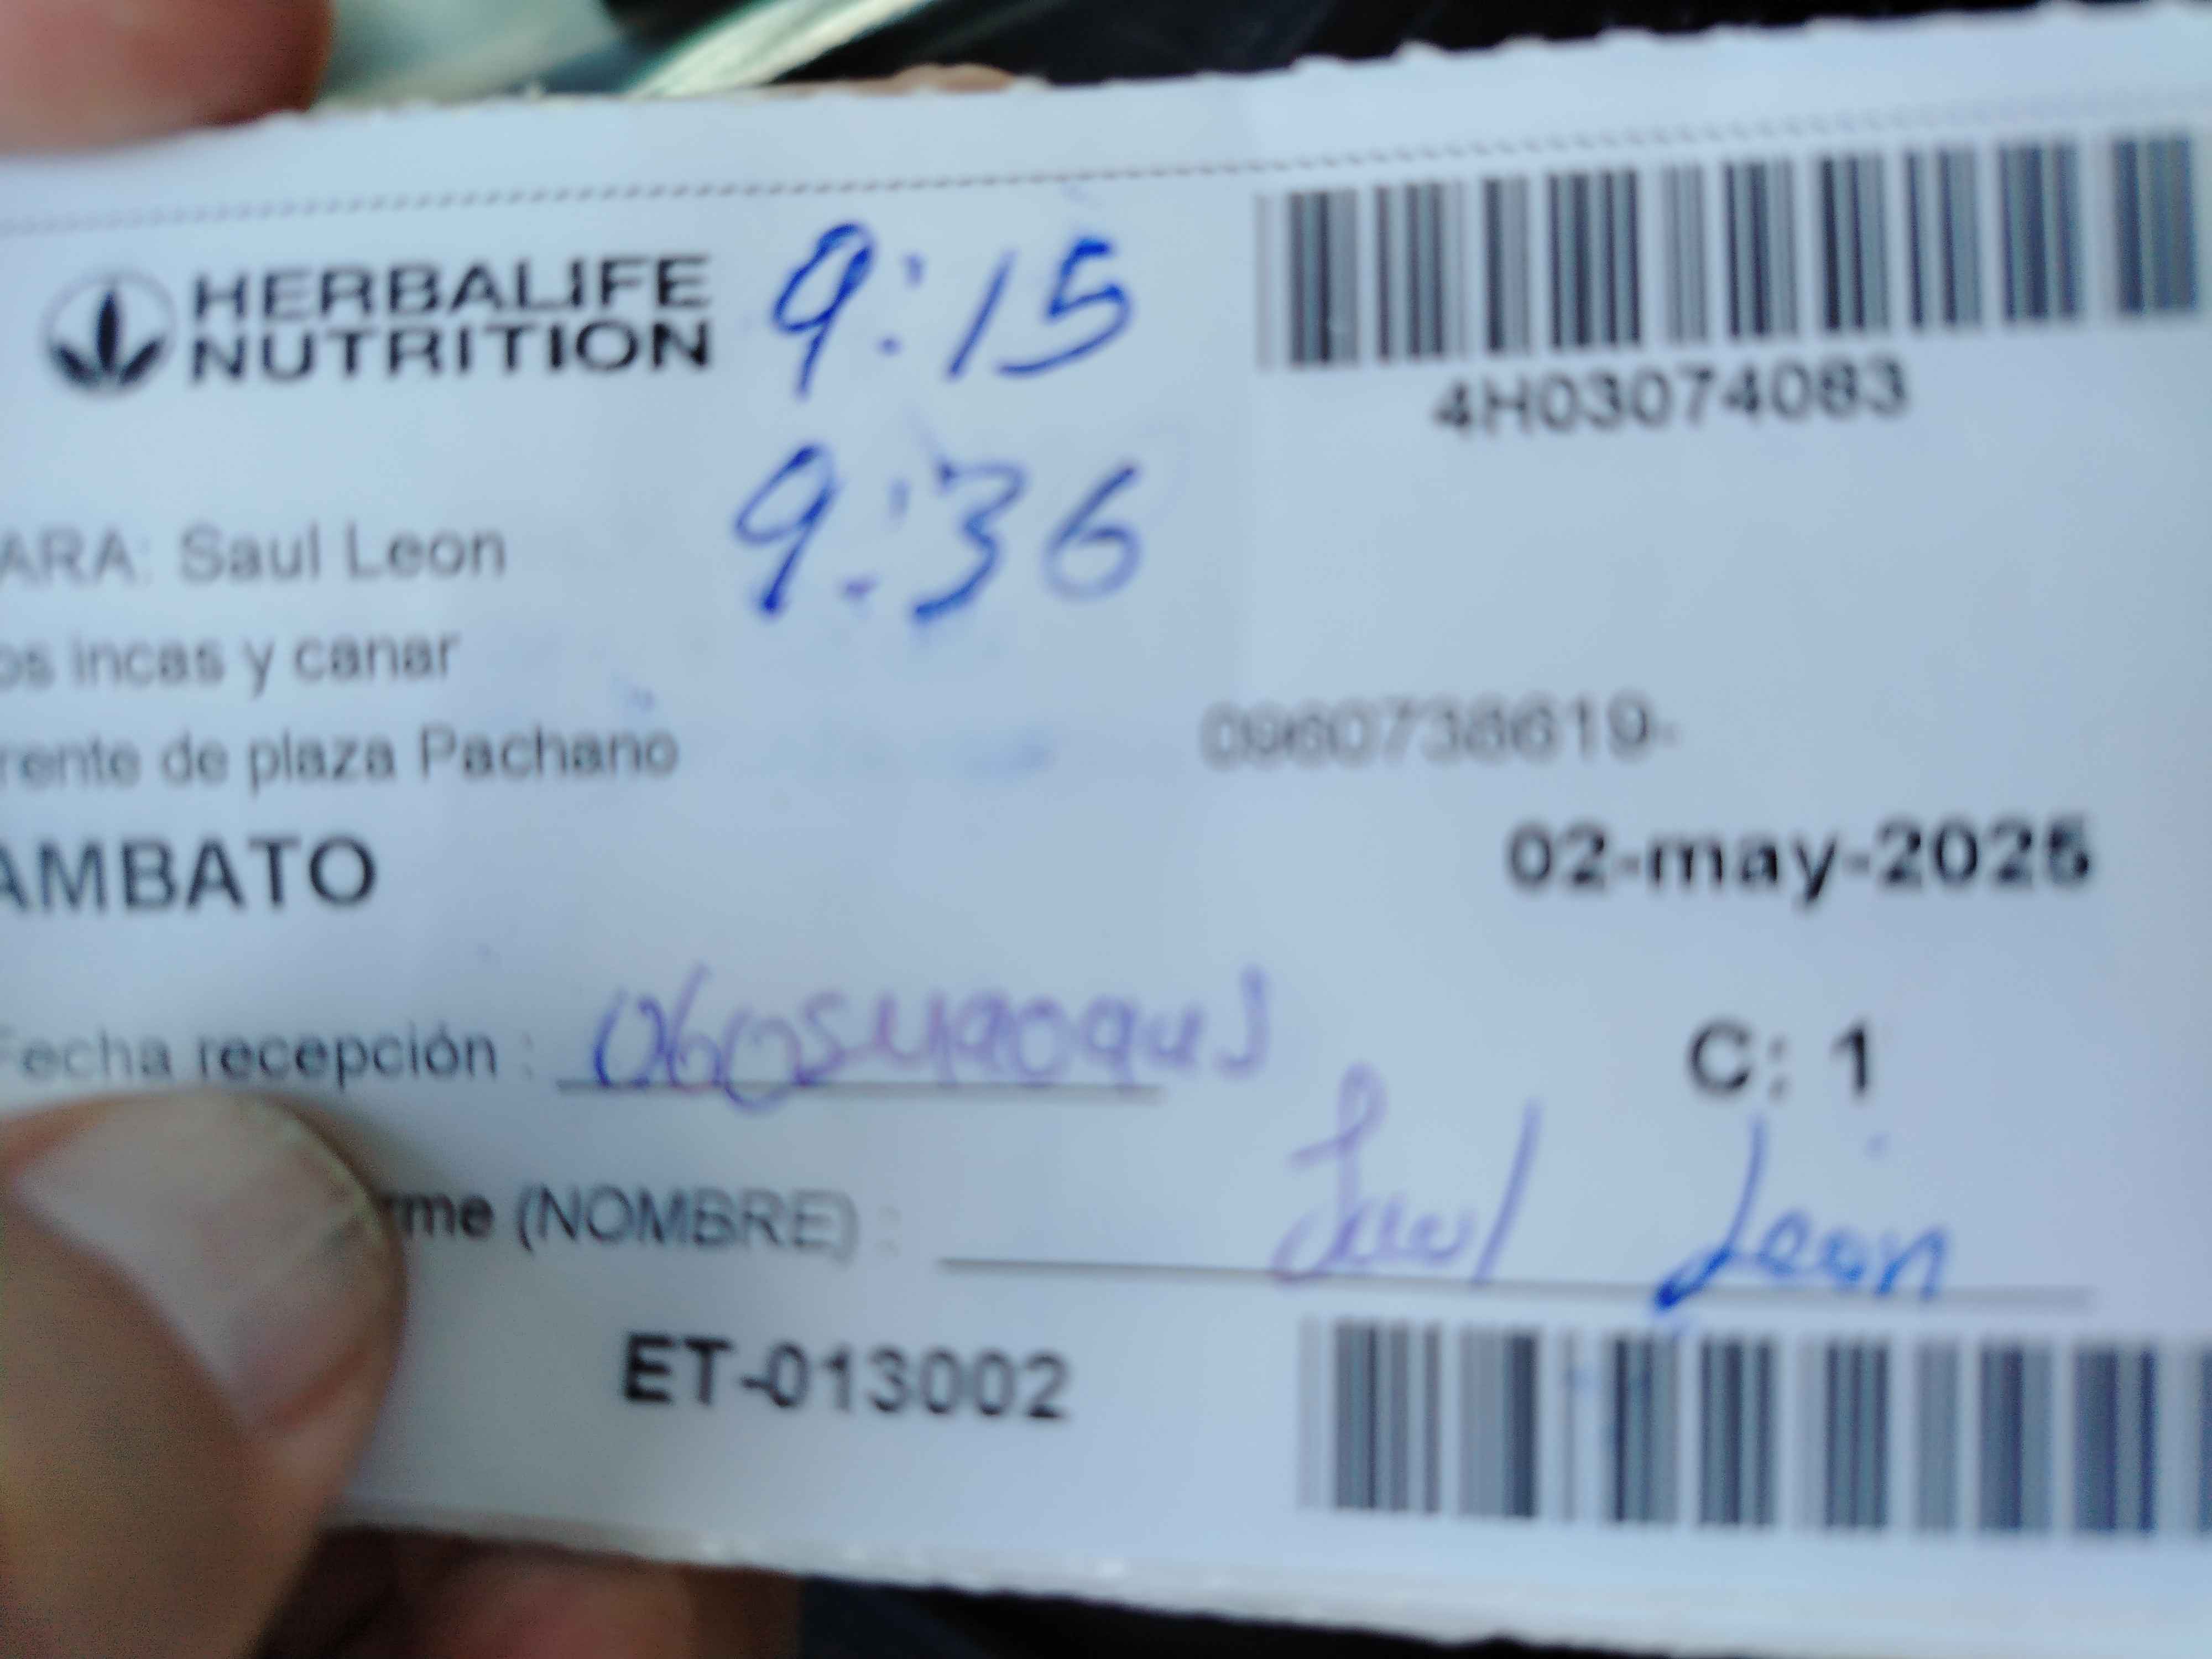 HERBALIFE
NUTRITION
9:15
4H03074083
9:36
ARA: Saul Leon
os incas y canar
rente de plaza Pachano
0960738619-
AMBATO
02-may-2025
Fecha recepción :
C: 1
rme (NOMBRE) : Saul Leon
ET-013002